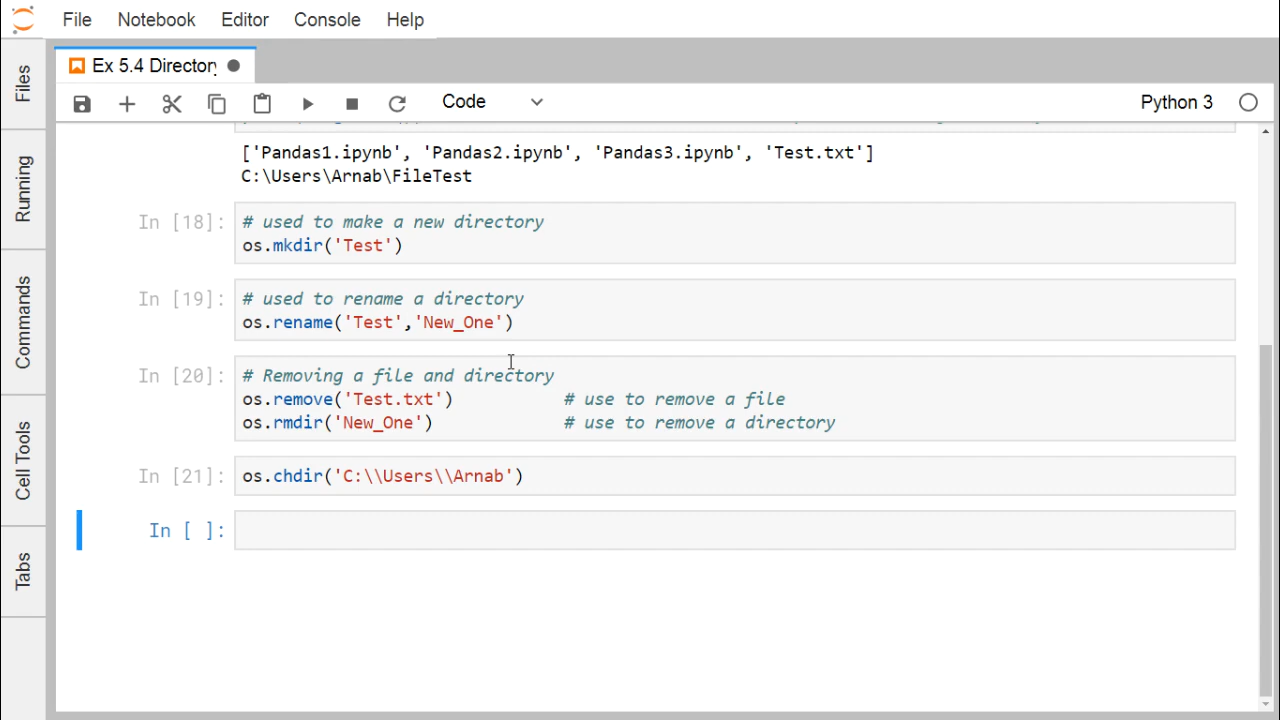 File Notebook Editor Console Help
Ex 5.4 Directory
Code Python 3
Files
Running
Commands
Cell Tools
Tabs
['Pandas1.ipynb', 'Pandas2.ipynb', 'Pandas3.ipynb', 'Test.txt']
C:\Users\Arnab\FileTest
In [18]: # used to make a new directory
os.mkdir('Test')
In [19]: # used to rename a directory
os.rename('Test','New_One')
In [20]: # Removing a file and directory
os.remove('Test.txt') # use to remove a file
os.rmdir('New_One') # use to remove a directory
In [21]: os.chdir('C:\\Users\\Arnab')
In [ ]: